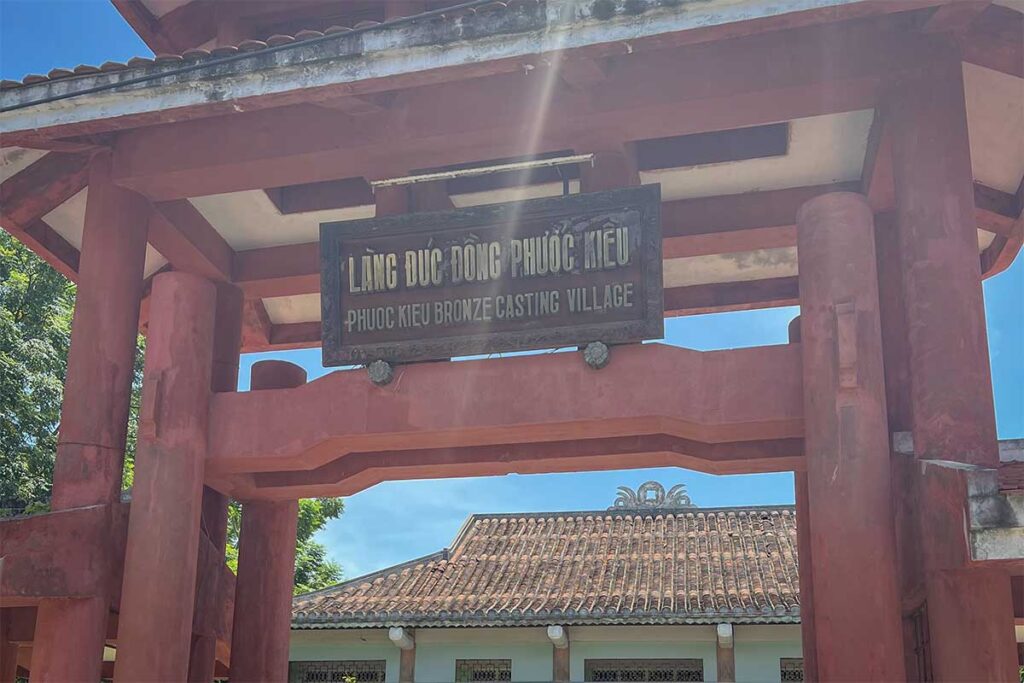 LÀNG ĐÚC ĐỒNG PHƯỚC KIỀU
PHUOC KIEU BRONZE CASTING VILLAGE